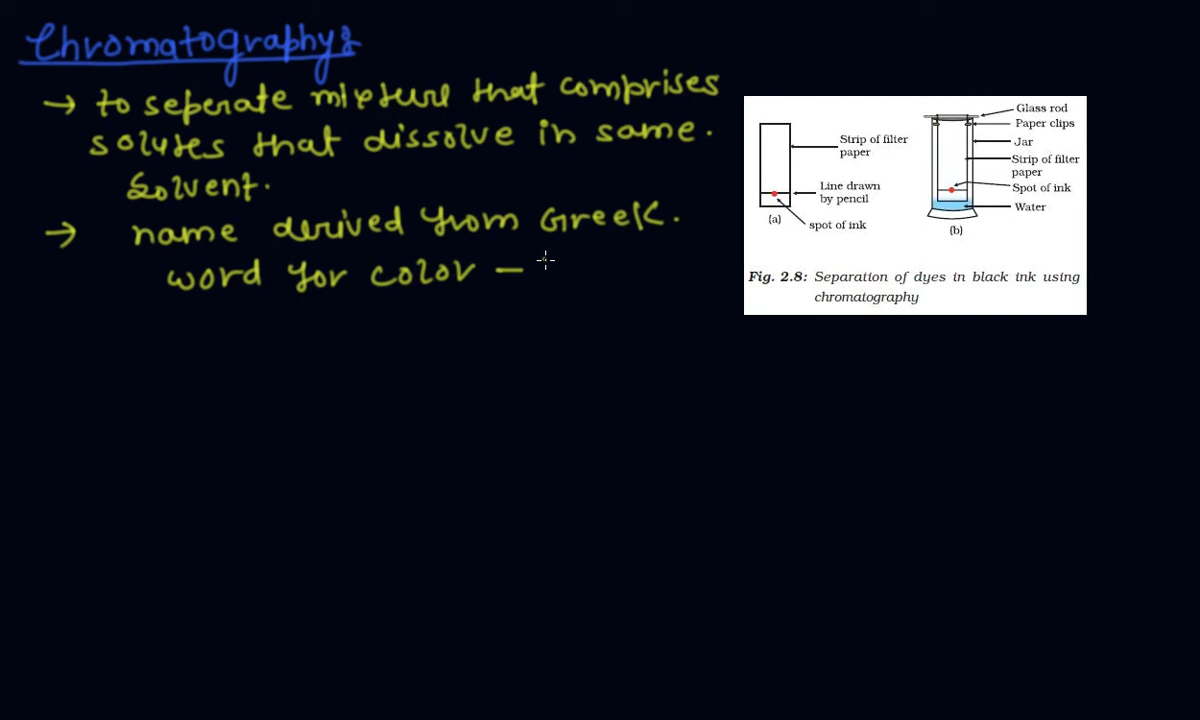 Chromatography:
→ to seperate mixture that comprises
solutes that dissolve in same.
Solvent.
→ name derived from Greek.
word for color —
Strip of filter
paper
Line drawn
by pencil
spot of ink
(a)
Glass rod
Paper clips
Jar
Strip of filter
paper
Spot of ink
Water
(b)
Fig. 2.8: Separation of dyes in black ink using
chromatography